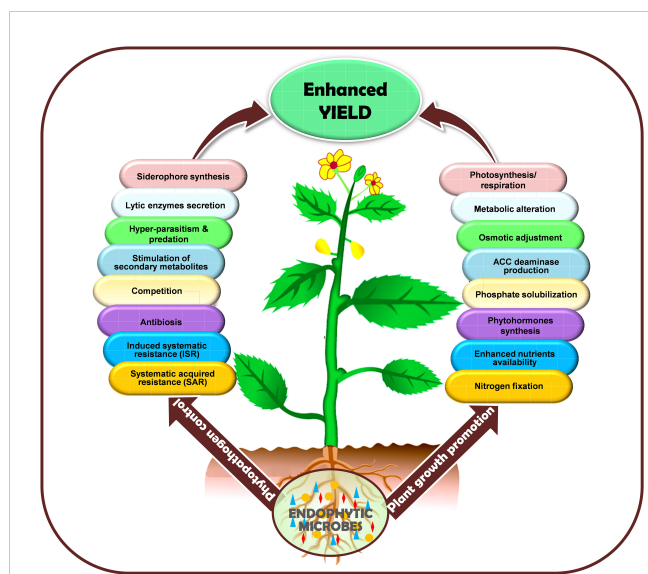 Enhanced
YIELD
Siderophore synthesis
Lytic enzymes secretion
Hyper-parasitism &
predation
Stimulation of
secondary metabolites
Competition
Antibiosis
Induced systematic
resistance (ISR)
Systematic acquired
resistance (SAR)
Photosynthesis/
respiration
Metabolic alteration
Osmotic adjustment
ACC deaminase
production
Phosphate solubilization
Phytohormones
synthesis
Enhanced nutrients
availability
Nitrogen fixation
Phytopathogen control
Plant growth promotion
ENDOPHYTIC
MICROBES